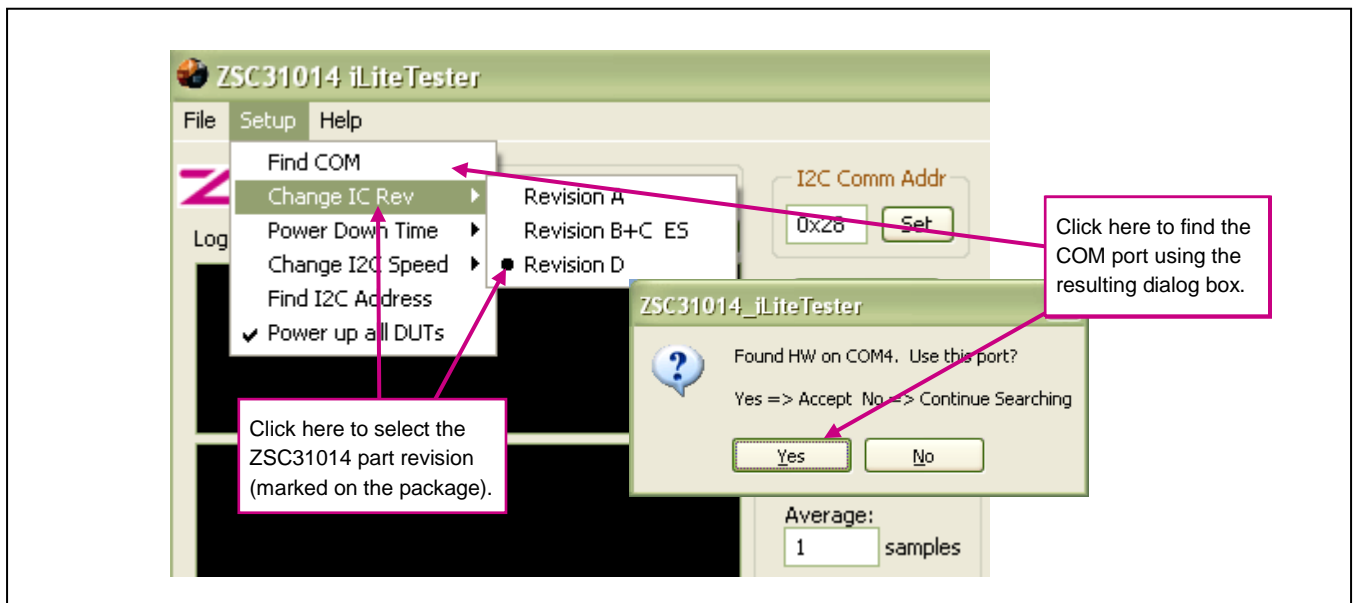 ZSC31014 iLiteTester
File Setup Help
Find COM
Change IC Rev
Power Down Time
Change I2C Speed
Find I2C Address
Power up all DUTs
Revision A
Revision B+C ES
Revision D
Log
I2C Comm Addr
0x28 Set
Click here to find the
COM port using the
resulting dialog box.
ZSC31014_iLiteTester
Found HW on COM4. Use this port?
Yes => Accept No => Continue Searching
Yes No
Click here to select the
ZSC31014 part revision
(marked on the package).
Average:
1 samples